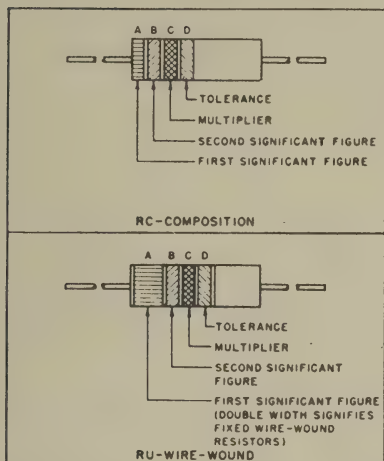 A B C D
TOLERANCE
MULTIPLIER
SECOND SIGNIFICANT FIGURE
FIRST SIGNIFICANT FIGURE
RC-COMPOSITION
A B C D
TOLERANCE
MULTIPLIER
SECOND SIGNIFICANT
FIGURE
FIRST SIGNIFICANT FIGURE
(DOUBLE WIDTH SIGNIFIES
FIXED WIRE-WOUND
RESISTORS)
RU-WIRE-WOUND